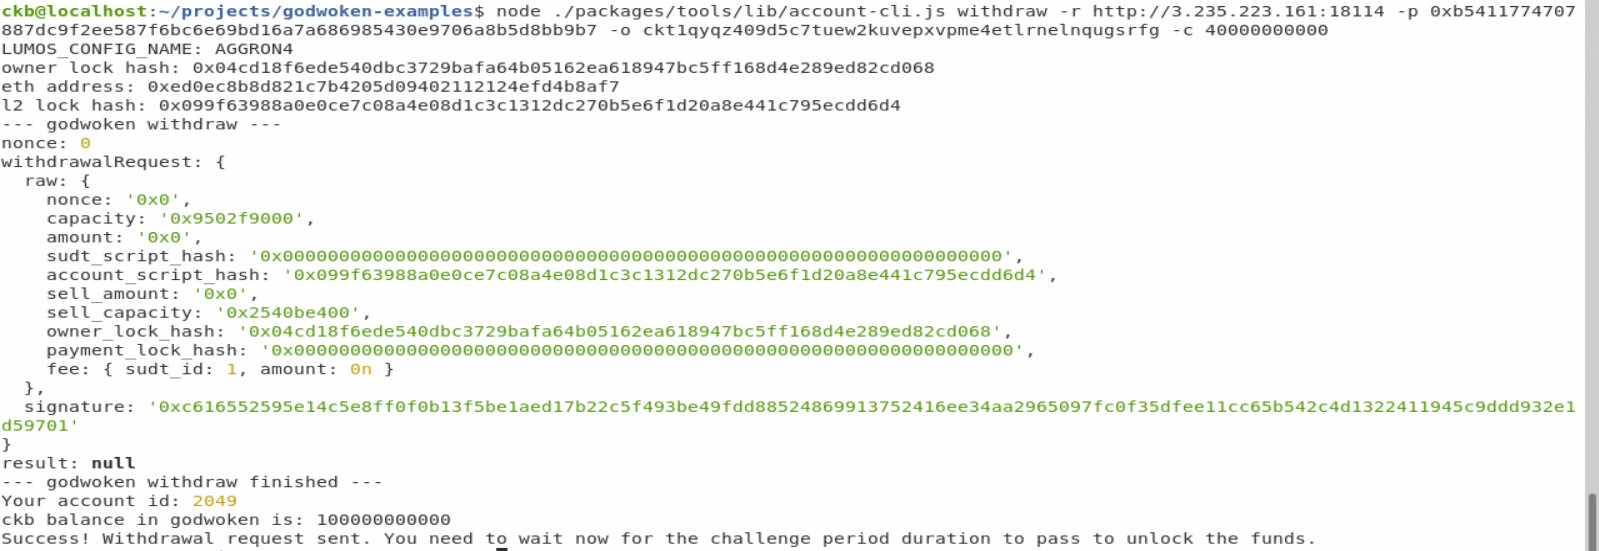 ckb@localhost:~/projects/godwoken-examples$ node ./packages/tools/lib/account-cli.js withdraw -r http://3.235.223.161:18114 -p 0xb5411774707
887dc9f2ee587f6bc6e69bd16a7a686985430e9706a8b5d8bb9b7 -o ckt1qyqz409d5c7tuew2kuvepxvpme4etlrnelnqugsrfg -c 40000000000
LUMOS_CONFIG_NAME: AGGRON4
owner lock hash: 0x04cd18f6ede540dbc3729bafa64b05162ea618947bc5ff168d4e289ed82cd068
eth address: 0xed0ec8b8d821c7b4205d09402112124efd4b8af7
l2 lock hash: 0x099f63988a0e0ce7c08a4e08d1c3c1312dc270b5e6f1d20a8e441c795ecdd6d4
--- godwoken withdraw ---
nonce: 0
withdrawalRequest: {
  raw: {
    nonce: '0x0',
    capacity: '0x9502f9000',
    amount: '0x0',
    sudt_script_hash: '0x0000000000000000000000000000000000000000000000000000000000000000',
    account_script_hash: '0x099f63988a0e0ce7c08a4e08d1c3c1312dc270b5e6f1d20a8e441c795ecdd6d4',
    sell_amount: '0x0',
    sell_capacity: '0x2540be400',
    owner_lock_hash: '0x04cd18f6ede540dbc3729bafa64b05162ea618947bc5ff168d4e289ed82cd068',
    payment_lock_hash: '0x0000000000000000000000000000000000000000000000000000000000000000',
    fee: { sudt_id: 1, amount: 0n }
  },
  signature: '0xc616552595e14c5e8ff0f0b13f5be1aed17b22c5f493be49fdd88524869913752416ee34aa2965097fc0f35dfee11cc65b542c4d1322411945c9ddd932e1
d59701'
}
result: null
--- godwoken withdraw finished ---
Your account id: 2049
ckb balance in godwoken is: 100000000000
Success! Withdrawal request sent. You need to wait now for the challenge period duration to pass to unlock the funds.